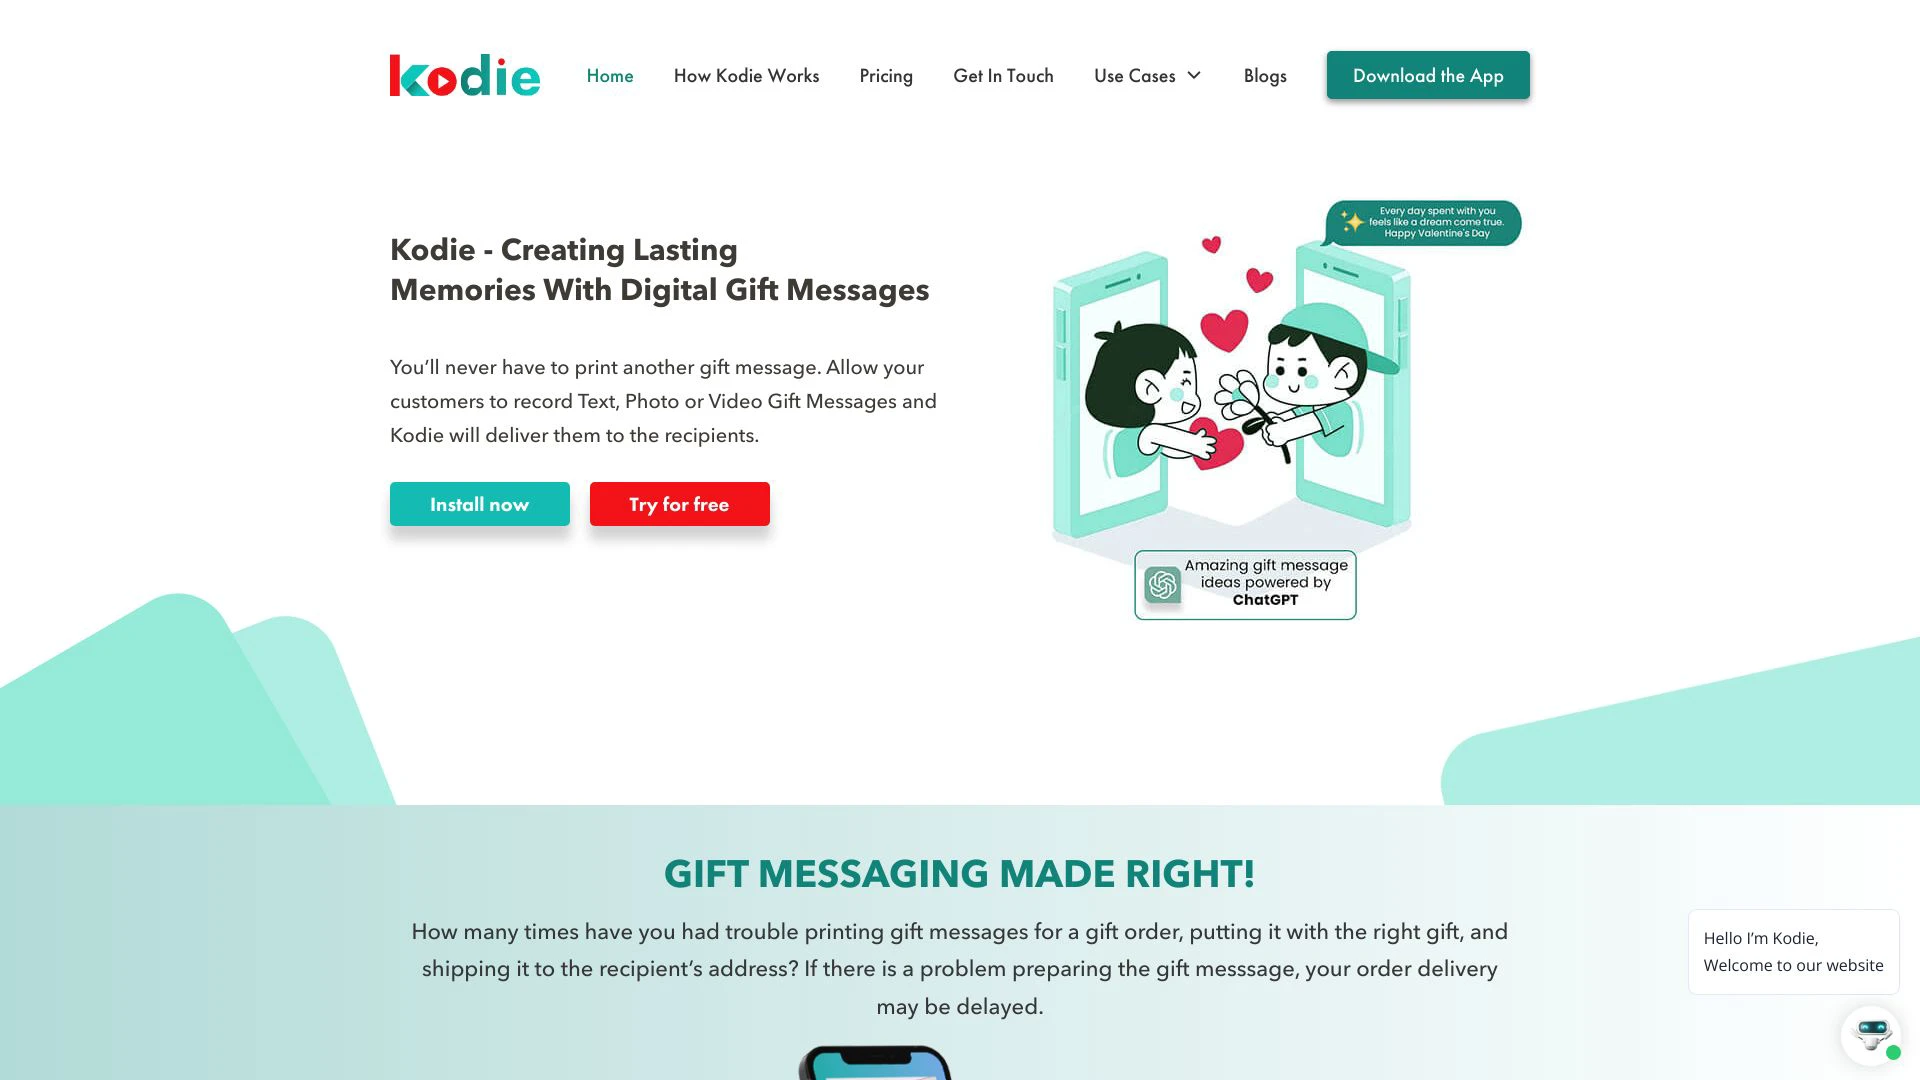 kodie
Home
How Kodie Works
Pricing
Get In Touch
Use Cases
Blogs
Download the App
Kodie - Creating Lasting
Memories With Digital Gift Messages
You’ll never have to print another gift message. Allow your
customers to record Text, Photo or Video Gift Messages and
Kodie will deliver them to the recipients.
Install now
Try for free
Every day spent with you
feels like a dream come true.
Happy Valentine's Day
Amazing gift message
ideas powered by
ChatGPT
GIFT MESSAGING MADE RIGHT!
How many times have you had trouble printing gift messages for a gift order, putting it with the right gift, and
shipping it to the recipient’s address? If there is a problem preparing the gift messsage, your order delivery
may be delayed.
Hello I’m Kodie,
Welcome to our website